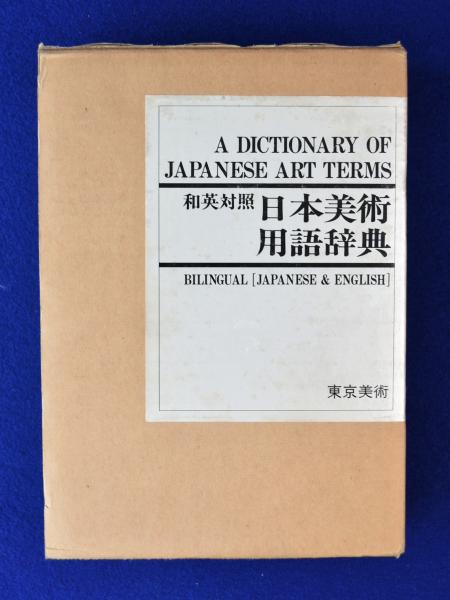 A DICTIONARY OF
JAPANESE ART TERMS
和英対照 日本美術
用語辞典
BILINGUAL [JAPANESE & ENGLISH]
東京美術